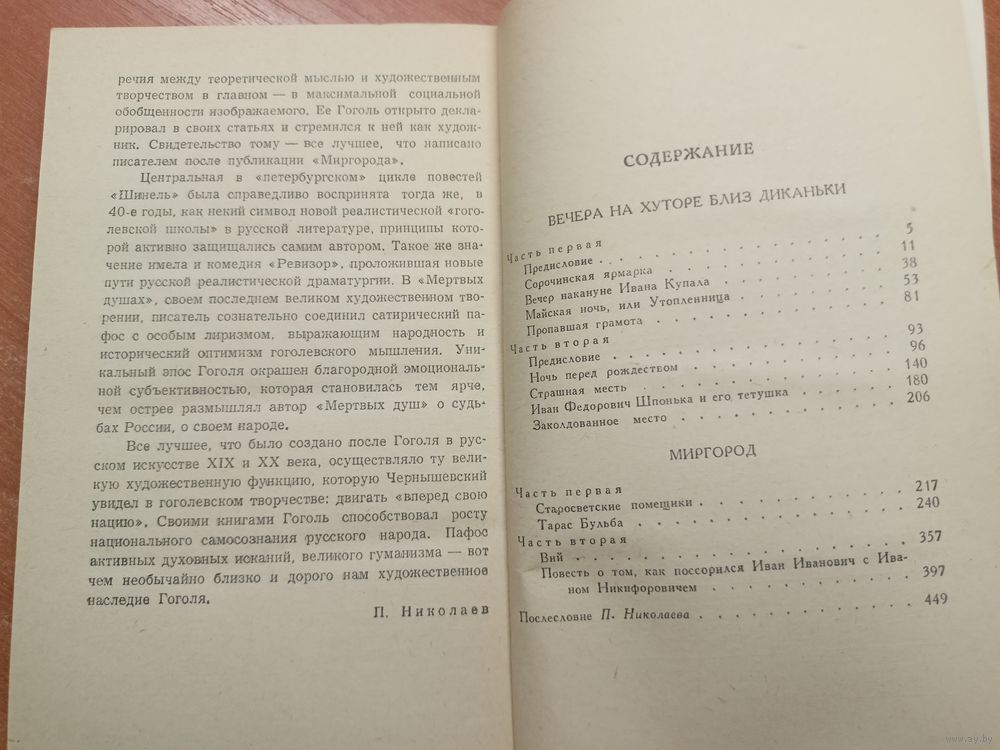 речия между теоретической мыслью и художественным
творчеством в главном — в максимальной социальной
обобщенности изображаемого. Ее Гоголь открыто декла-
рировал в своих статьях и стремился к ней как худож-
ник. Свидетельство тому — все лучшее, что написано
писателем после публикации «Миргорода».
Центральная в «петербургском» цикле повестей
«Шинель» была справедливо воспринята тогда же, в
40-е годы, как некий символ новой реалистической «гого-
левской школы» в русской литературе, принципы кото-
рой активно защищались самим автором. Такое же зна-
чение имела и комедия «Ревизор», проложившая новые
пути русской реалистической драматургии. В «Мертвых
душах», своем последнем великом художественном тво-
рении, писатель сознательно соединил сатирический па-
фос с особым лиризмом, выражающим народность и
исторический оптимизм гоголевского мышления. Уни-
кальный эпос Гоголя окрашен благородной эмоциональ-
ной субъективностью, которая становилась тем ярче,
чем острее размышлял автор «Мертвых душ» о судь-
бах России, о своем народе.
Все лучшее, что было создано после Гоголя в рус-
ском искусстве XIX и XX века, осуществляло ту вели-
кую художественную функцию, которую Чернышевский
увидел в гоголевском творчестве: двигать «вперед свою
нацию». Своими книгами Гоголь способствовал росту
национального самосознания русского народа. Пафос
активных духовных исканий, великого гуманизма — вот
чем необычайно близко и дорого нам художественное
наследие Гоголя.
П. Николаев
СОДЕРЖАНИЕ
ВЕЧЕРА НА ХУТОРЕ БЛИЗ ДИКАНЬКИ
Часть первая
Предисловие . . . . . . . . . . . . . . 5
Сорочинская ярмарка . . . . . . . . . . . 11
Вечер накануне Ивана Купала . . . . . . . . 38
Майская ночь, или Утопленница . . . . . . . 53
Пропавшая грамота . . . . . . . . . . . 81
Часть вторая
Предисловие . . . . . . . . . . . . . . 93
Ночь перед рождеством . . . . . . . . . . 96
Страшная месть . . . . . . . . . . . . . 140
Иван Федорович Шпонька и его тетушка . . . . 180
Заколдованное место . . . . . . . . . . . 206
МИРГОРОД
Часть первая
Старосветские помещики . . . . . . . . . . 217
Тарас Бульба . . . . . . . . . . . . . . 240
Часть вторая
Вий . . . . . . . . . . . . . . . . . 357
Повесть о том, как поссорился Иван Иванович с Ива-
ном Никифоровичем . . . . . . . . . . . 397
Послесловие П. Николаева . . . . . . . . . . 449
www.ay.by